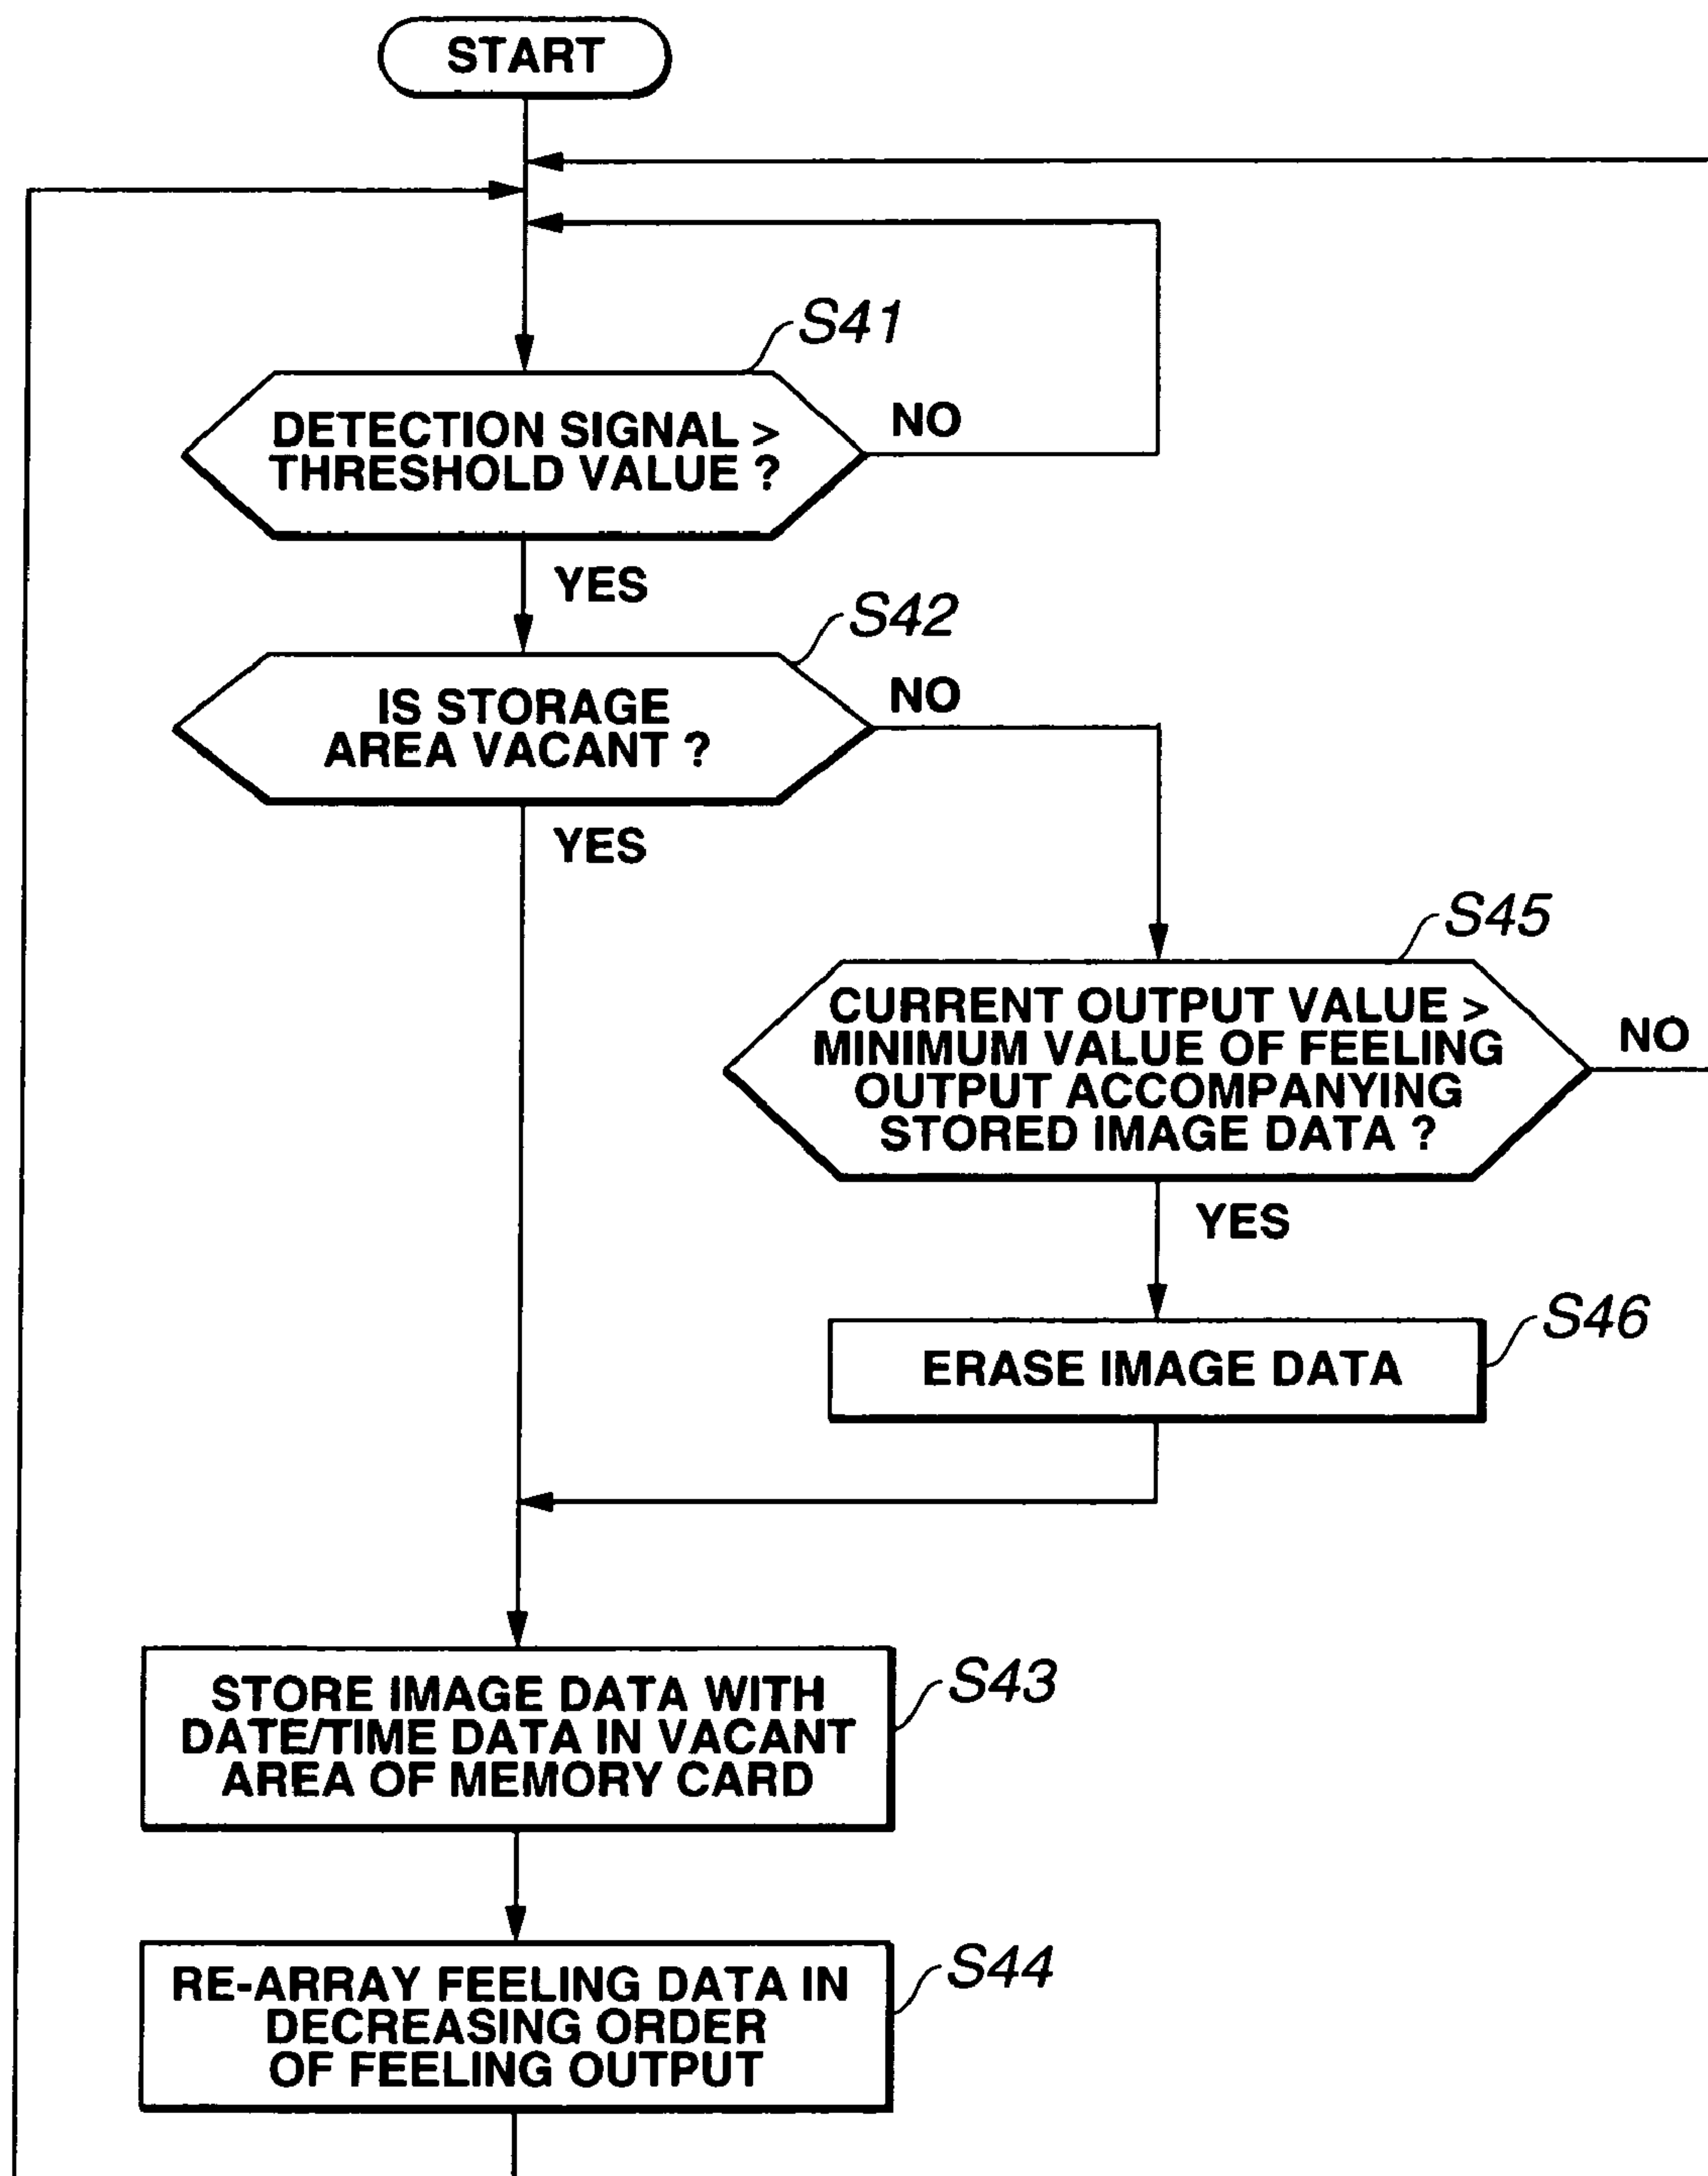 START
S41
DETECTION SIGNAL >
THRESHOLD VALUE ?
NO
YES
S42
IS STORAGE
AREA VACANT ?
NO
YES
S45
CURRENT OUTPUT VALUE >
MINIMUM VALUE OF FEELING
OUTPUT ACCOMPANYING
STORED IMAGE DATA ?
NO
YES
S46
ERASE IMAGE DATA
S43
STORE IMAGE DATA WITH
DATE/TIME DATA IN VACANT
AREA OF MEMORY CARD
S44
RE-ARRAY FEELING DATA IN
DECREASING ORDER
OF FEELING OUTPUT